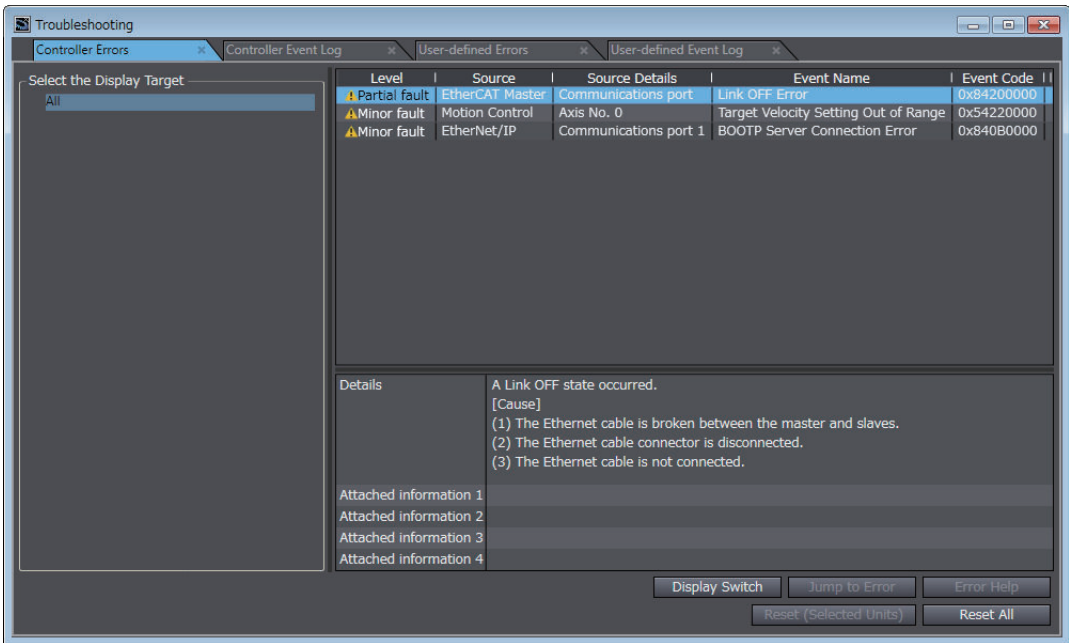 Troubleshooting
Controller Errors
Controller Event Log
User-defined Errors
User-defined Event Log
Select the Display Target
All
Level Source Source Details Event Name Event Code
Partial fault EtherCAT Master Communications port Link OFF Error 0x84200000
Minor fault Motion Control Axis No. 0 Target Velocity Setting Out of Range 0x54220000
Minor fault EtherNet/IP Communications port 1 BOOTP Server Connection Error 0x840B0000
Details A Link OFF state occurred.
[Cause]
(1) The Ethernet cable is broken between the master and slaves.
(2) The Ethernet cable connector is disconnected.
(3) The Ethernet cable is not connected.
Attached information 1
Attached information 2
Attached information 3
Attached information 4
Display Switch Jump to Error Error Help
Reset (Selected Units) Reset All